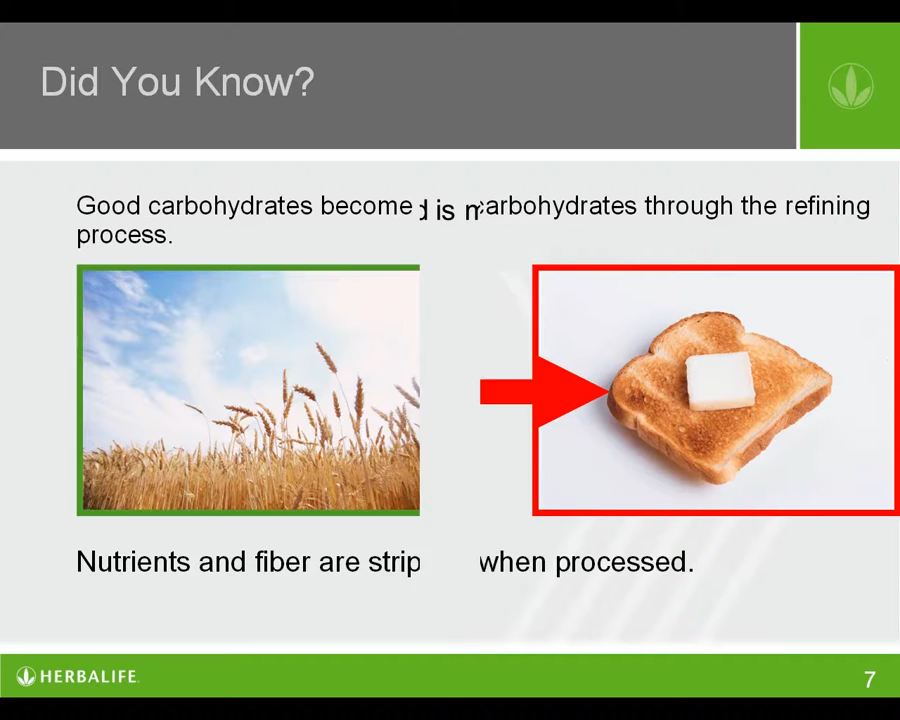 Did You Know?
Good carbohydrates become d is m carbohydrates through the refining
process.
Nutrients and fiber are strip when processed.
HERBALIFE
7